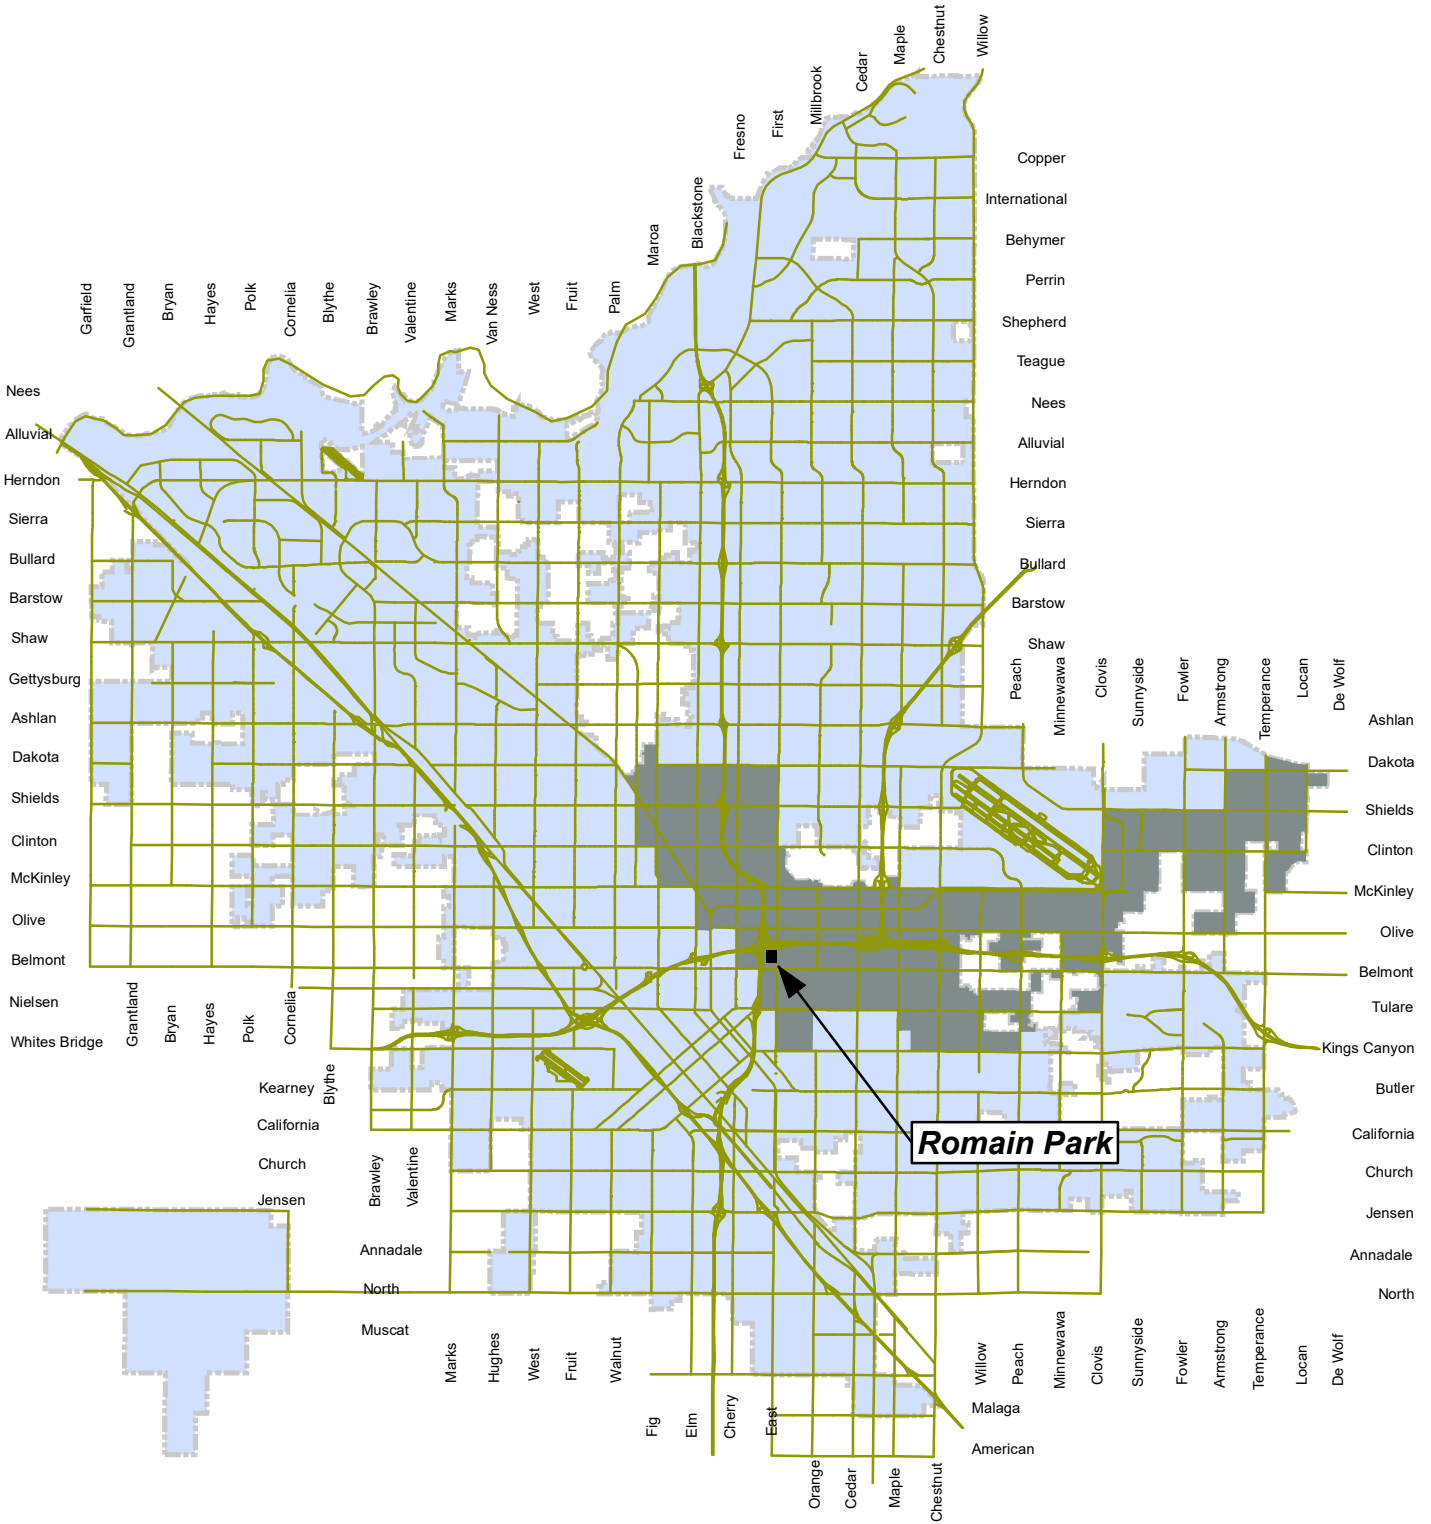 Fresno
First
Millbrook
Cedar
Maple
Chestnut
Willow
Maroa
Blackstone
Garfield
Grantland
Bryan
Hayes
Polk
Cornelia
Blythe
Brawley
Valentine
Marks
Van Ness
West
Fruit
Palm
Copper
International
Behymer
Perrin
Shepherd
Teague
Nees
Alluvial
Herndon
Sierra
Bullard
Barstow
Shaw
Nees
Alluvial
Herndon
Sierra
Bullard
Barstow
Shaw
Gettysburg
Ashlan
Dakota
Shields
Clinton
McKinley
Olive
Belmont
Nielsen
Whites Bridge
Peach
Minnewawa
Clovis
Sunnyside
Fowler
Armstrong
Temperance
Locan
De Wolf
Ashlan
Dakota
Shields
Clinton
McKinley
Olive
Belmont
Tulare
Kings Canyon
Butler
California
Church
Jensen
Annadale
North
Grantland
Bryan
Hayes
Polk
Cornelia
Blythe
Kearney
California
Church
Jensen
Brawley
Valentine
Romain Park
Annadale
North
Muscat
Marks
Hughes
West
Fruit
Walnut
Fig
Elm
Cherry
East
Orange
Cedar
Maple
Chestnut
Willow
Peach
Minnewawa
Clovis
Sunnyside
Fowler
Armstrong
Temperance
Locan
De Wolf
Malaga
American